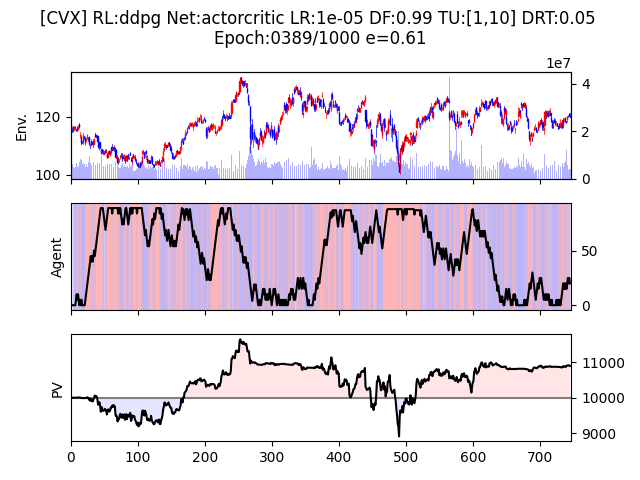 [CVX] RL:ddpg Net:actorcritic LR:1e-05 DF:0.99 TU:[1,10] DRT:0.05
Epoch:0389/1000 e=0.61
1e7
Env.
120
100
4
2
0
Agent
50
0
PV
11000
10000
9000
0 100 200 300 400 500 600 700